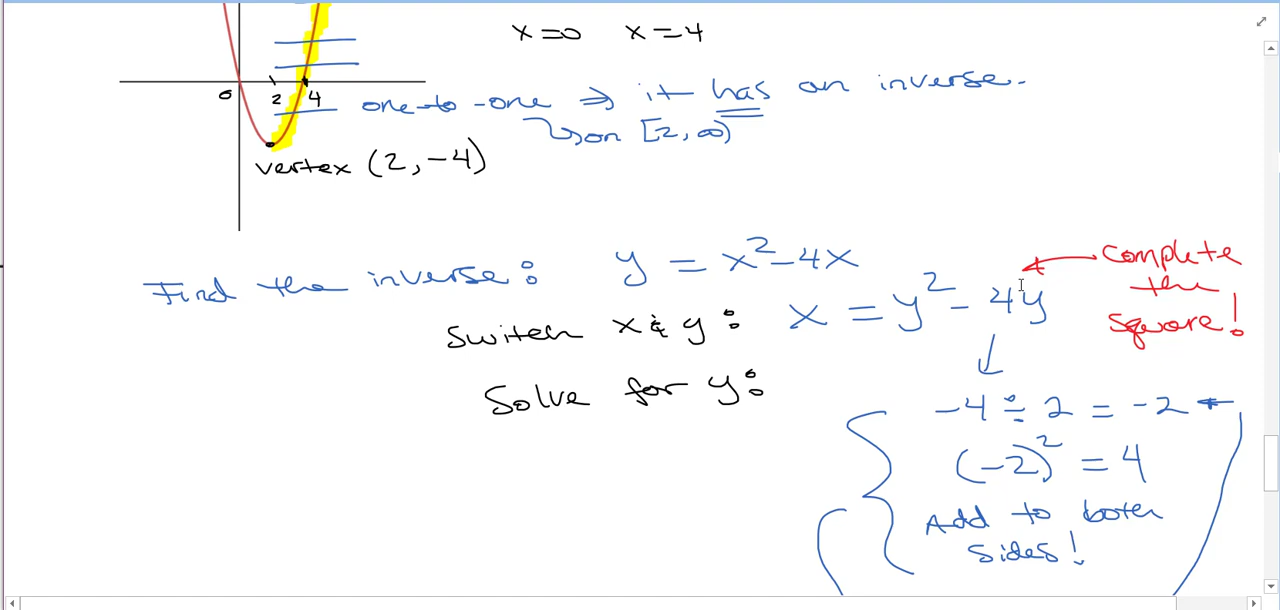 x=0 x=4
0 2 4
one-to-one ⇒ it has an inverse.
on [2, ∞)
vertex (2, -4)
Find the inverse: y = x² - 4x
complete
the
square!
Switch x & y: x = y² - 4y
Solve for y:
-4 ÷ 2 = -2
(-2)² = 4
Add to both
sides!